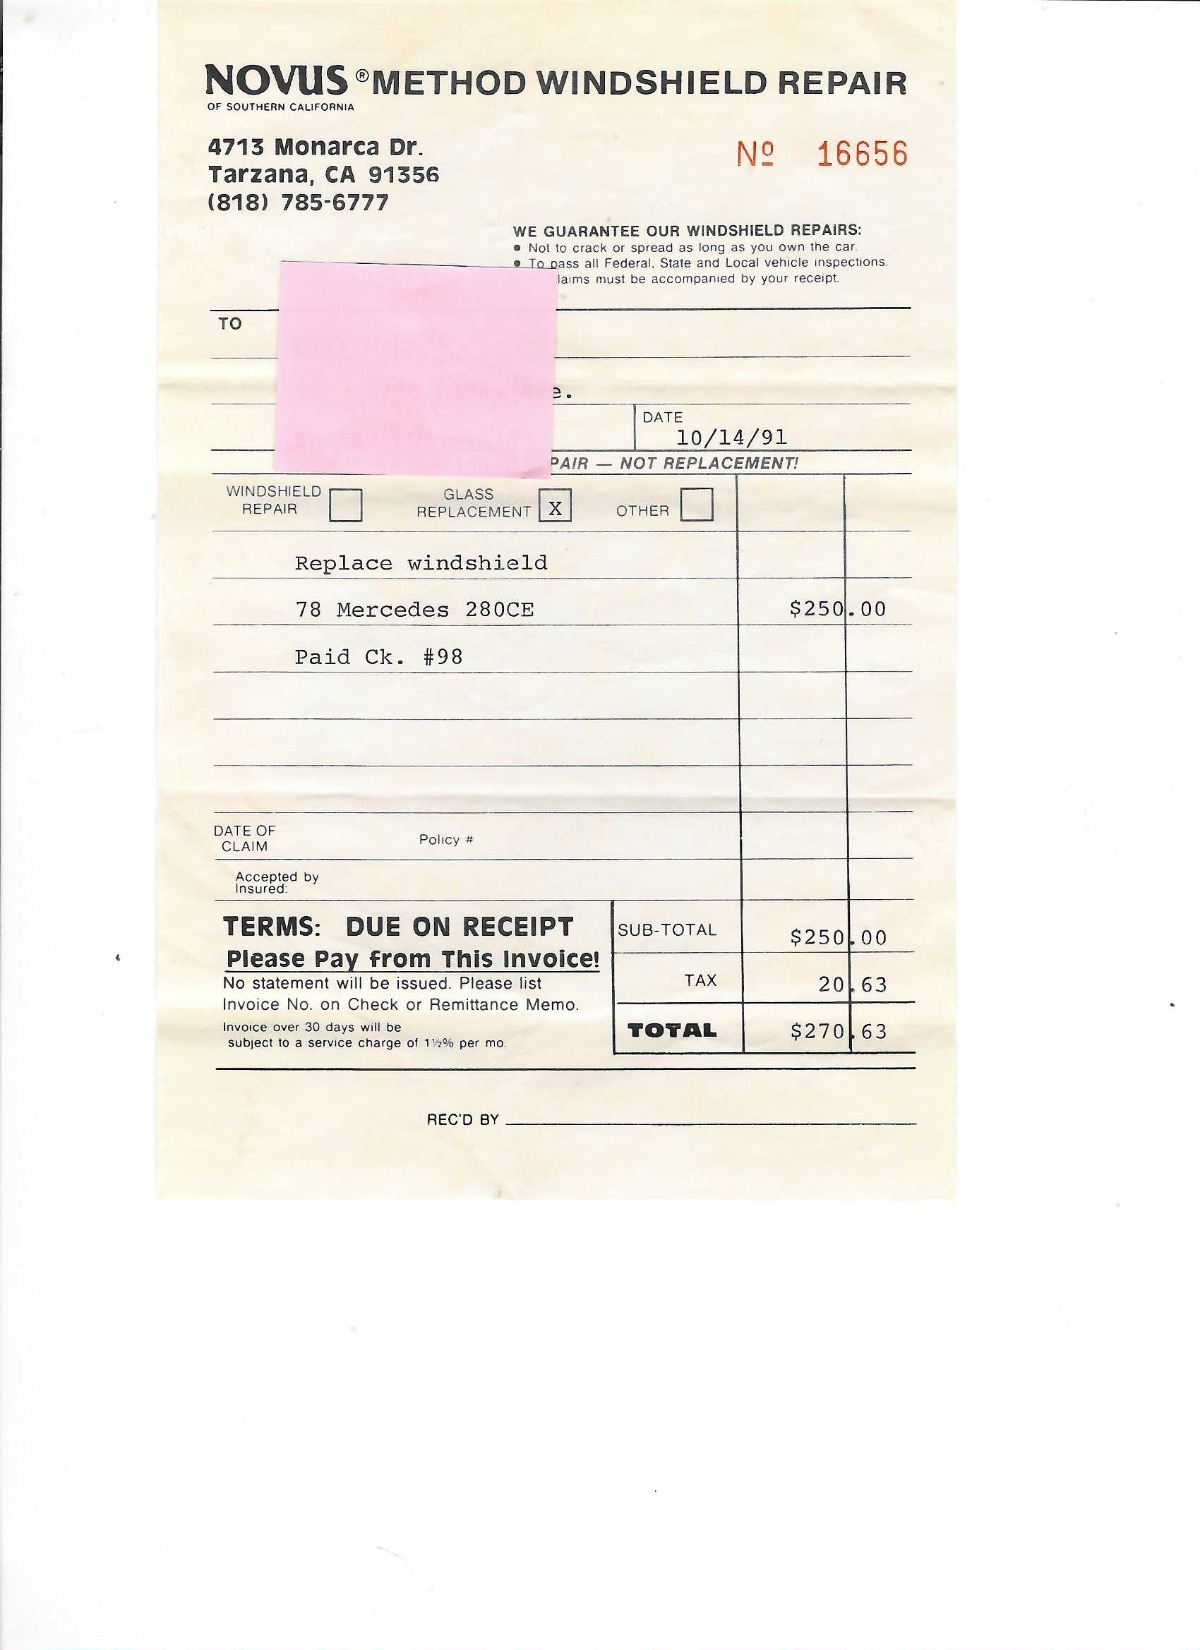 NOVUS ® METHOD WINDSHIELD REPAIR
OF SOUTHERN CALIFORNIA
4713 Monarca Dr.
Tarzana, CA 91356
(818) 785-6777
Nº 16656
WE GUARANTEE OUR WINDSHIELD REPAIRS:
• Not to crack or spread as long as you own the car.
• To pass all Federal, State and Local vehicle inspections.
laims must be accompanied by your receipt.
TO
e.
DATE
10/14/91
PAIR — NOT REPLACEMENT!
WINDSHIELD REPAIR
GLASS REPLACEMENT X
OTHER
Replace windshield
78 Mercedes 280CE $250.00
Paid Ck. #98
DATE OF CLAIM
Policy #
Accepted by
Insured:
TERMS: DUE ON RECEIPT
Please Pay from This Invoice!
No statement will be issued. Please list
Invoice No. on Check or Remittance Memo.
Invoice over 30 days will be
subject to a service charge of 1½% per mo.
SUB-TOTAL $250.00
TAX 20.63
TOTAL $270.63
REC'D BY